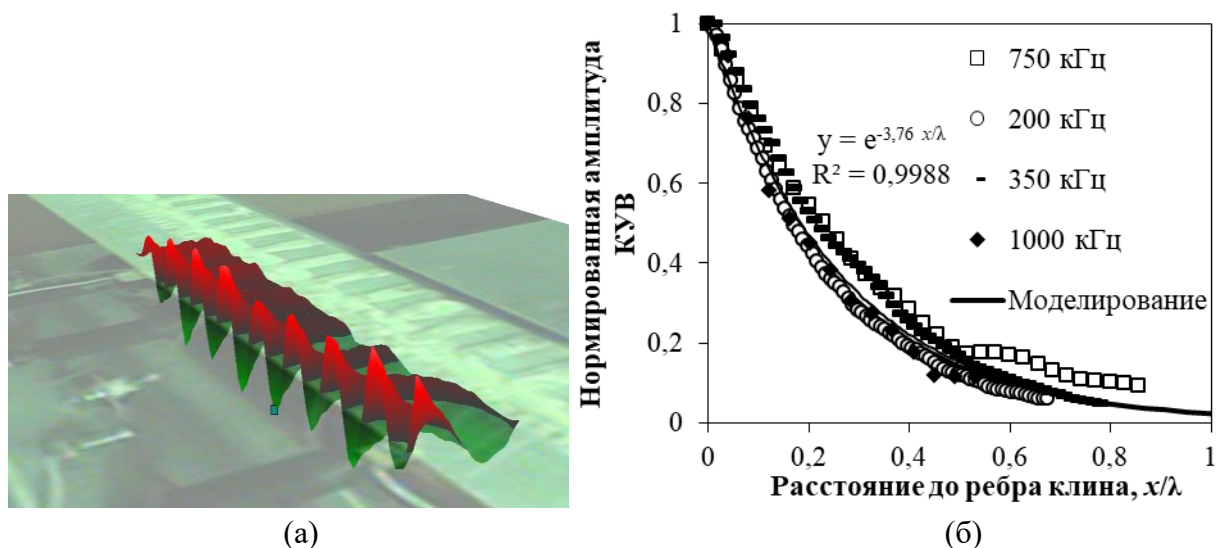 1
0,8
0,6
0,4
0,2
0
0
0,2
0,4
0,6
0,8
1
Нормированная амплитуда
КУВ
y = e^-3,76 x/λ
R² = 0,9988
750 кГц
200 кГц
350 кГц
1000 кГц
Моделирование
Расстояние до ребра клина, x/λ
(а)
(б)